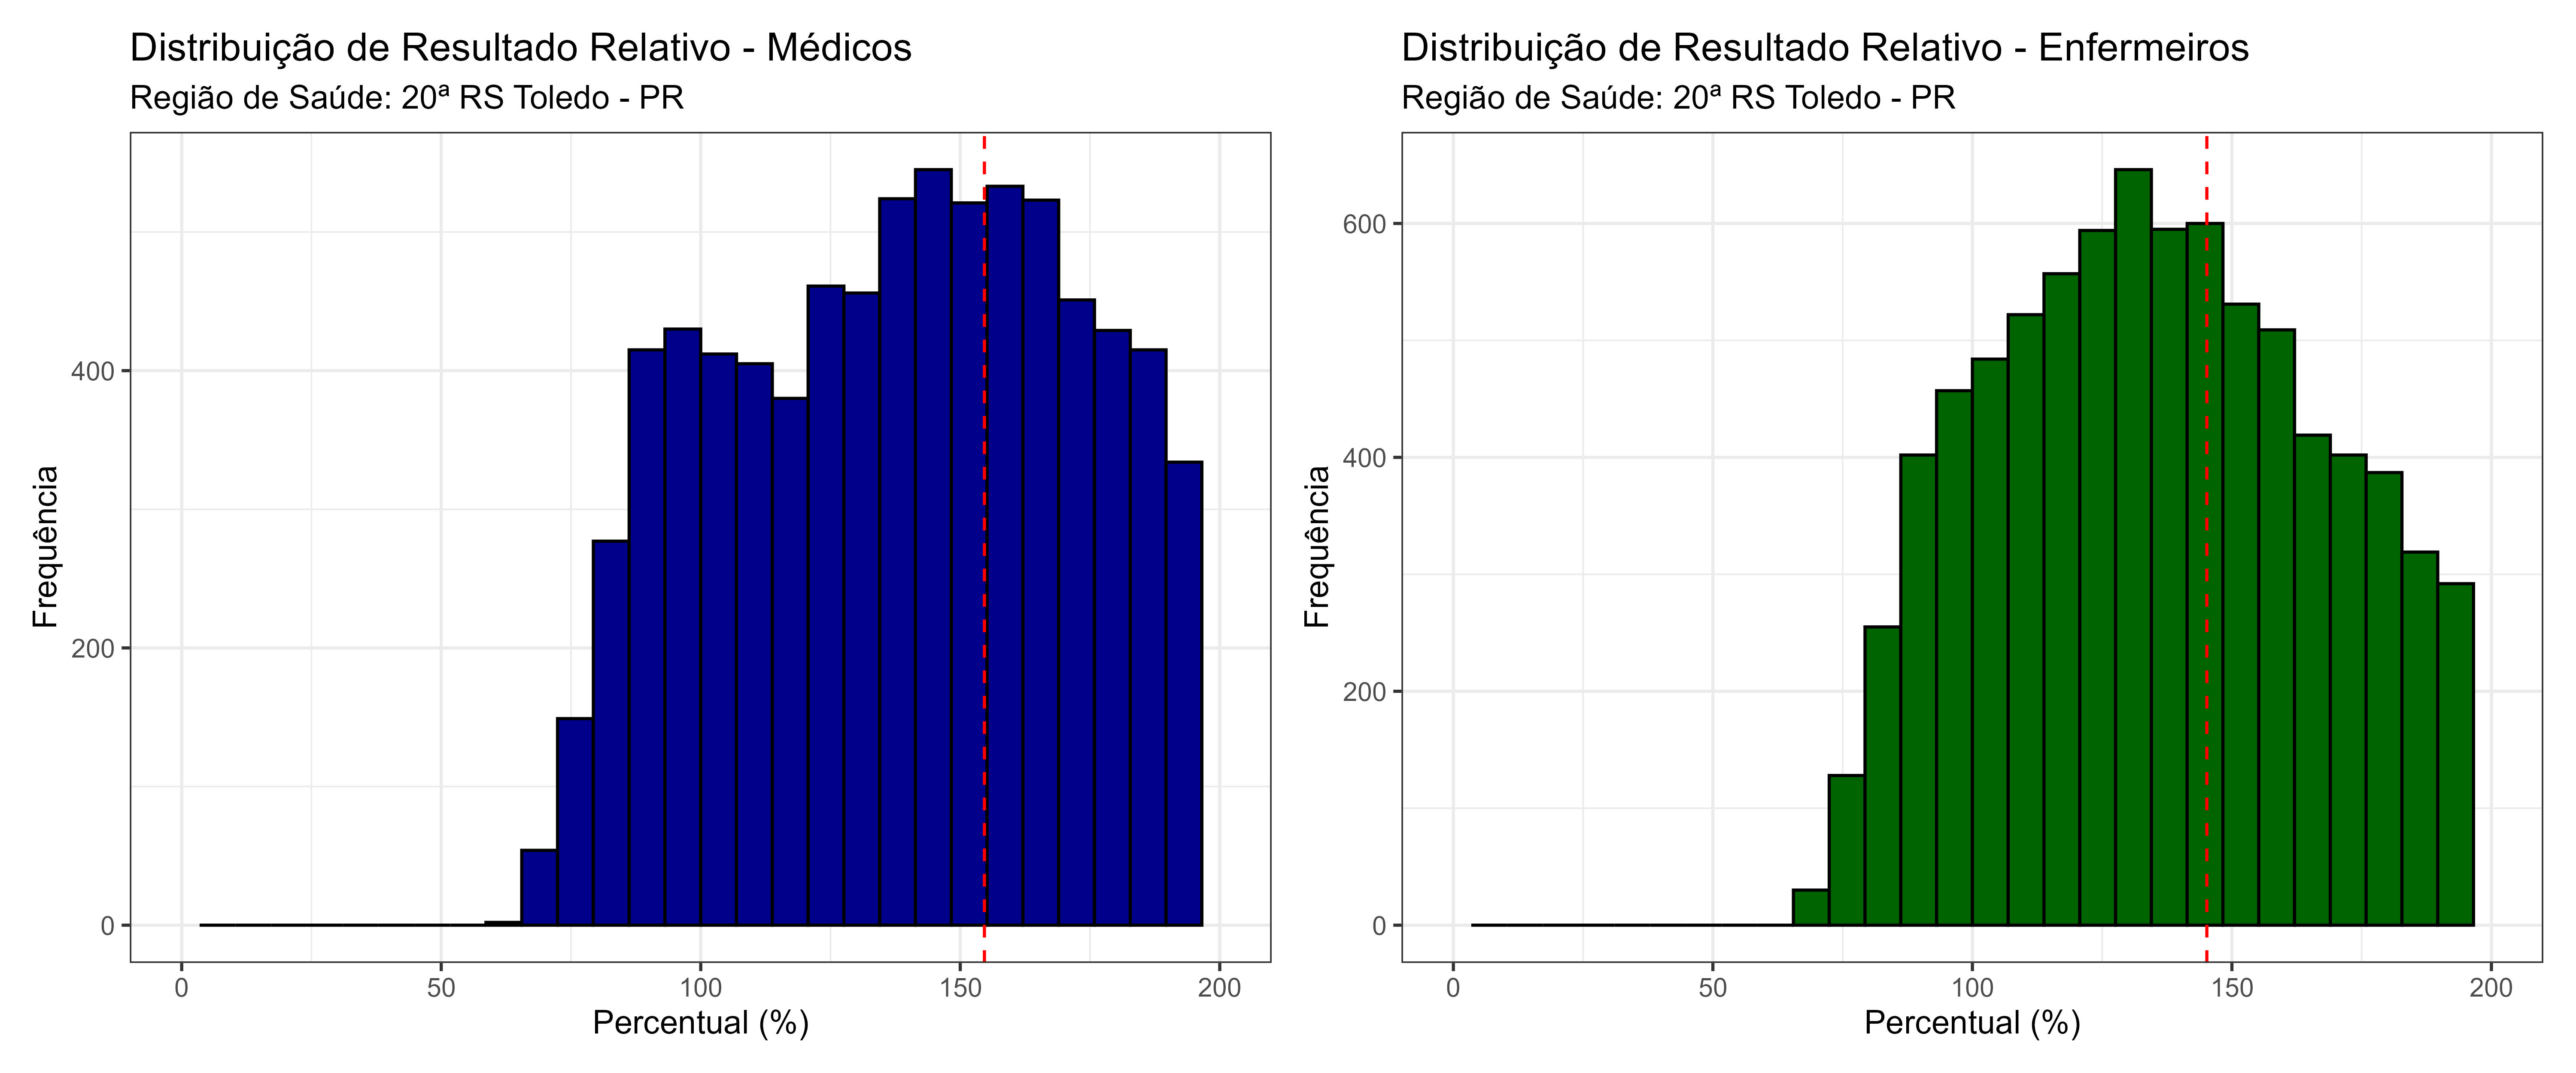 Distribuição de Resultado Relativo - Médicos
Região de Saúde: 20ª RS Toledo - PR
Frequência
400
200
0
0 50 100 150 200
Percentual (%)
Distribuição de Resultado Relativo - Enfermeiros
Região de Saúde: 20ª RS Toledo - PR
Frequência
600
400
200
0
0 50 100 150 200
Percentual (%)